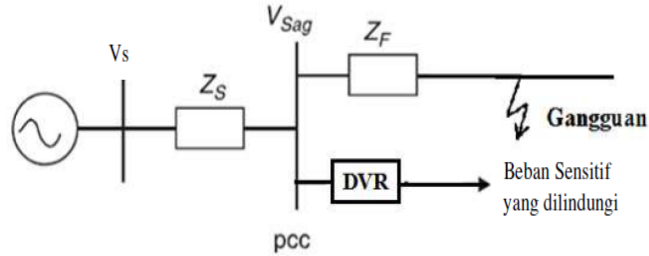 V_Sag
Z_F
Vs
Z_S
Gangguan
DVR
Beban Sensitif
yang dilindungi
pcc